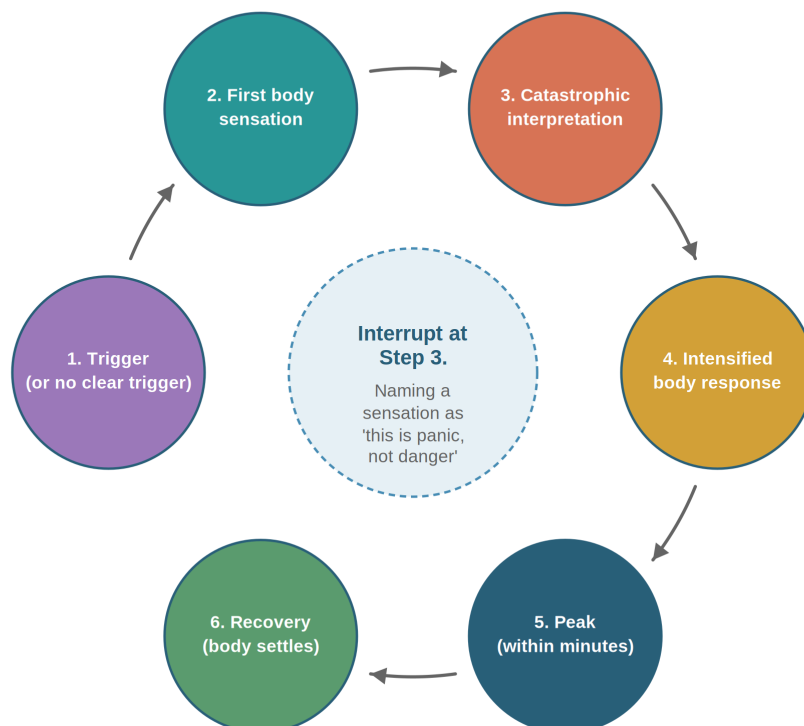 1. Trigger
(or no clear trigger)
2. First body
sensation
3. Catastrophic
interpretation
4. Intensified
body response
5. Peak
(within minutes)
6. Recovery
(body settles)
Interrupt at
Step 3.
Naming a
sensation as
'this is panic,
not danger'